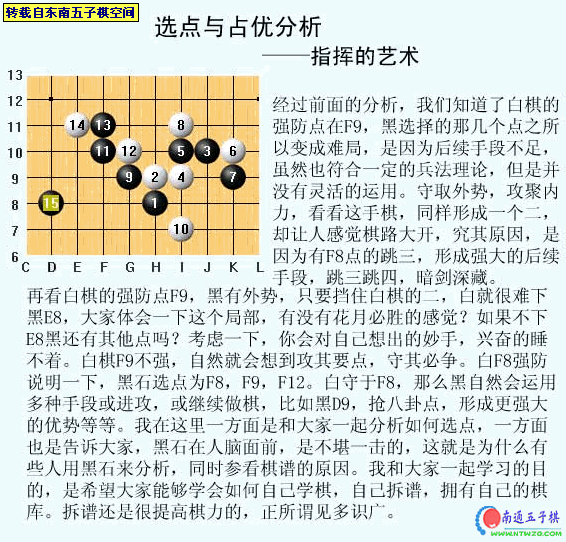 转载自东南五子棋空间
选点与占优分析
——指挥的艺术
13
12
11
10
9
8
7
6
C D E F G H I J K L
14 13 8
11 12 5 3 6
9 2 4 7
15 1
10
经过前面的分析，我们知道了白棋的
强防点在F9，黑选择的那几个点之所
以变成难局，是因为后续手段不足，
虽然也符合一定的兵法理论，但是并
没有灵活的运用。守取外势，攻聚内
力，看看这手棋，同样形成一个二，
却让人感觉棋路大开，究其原因，是
因为有F8点的跳三，形成强大的后续
手段，跳三跳四，暗剑深藏。
再看白棋的强防点F9，黑有外势，只要挡住白棋的二，白就很难下
黑E8，大家体会一下这个局部，有没有花月必胜的感觉？如果不下
E8黑还有其他点吗？考虑一下，你会对自己想出的妙手，兴奋的睡
不着。白棋F9不强，自然就会想到攻其要点，守其必争。白F8强防
说明一下，黑石选点为F8，F9，F12。白守于F8，那么黑自然会运用
多种手段或进攻，或继续做棋，比如黑D9，抢八卦点，形成更强大
的优势等等。我在这里一方面是和大家一起分析如何选点，一方面
也是告诉大家，黑石在人脑面前，是不堪一击的，这就是为什么有
些人用黑石来分析，同时参看棋谱的原因。我和大家一起学习的目
的，是希望大家能够学会如何自己学棋，自己拆谱，拥有自己的棋
库。拆谱还是很提高棋力的，正所谓见多识广。
南通五子棋
WWW.NTWZQ.COM